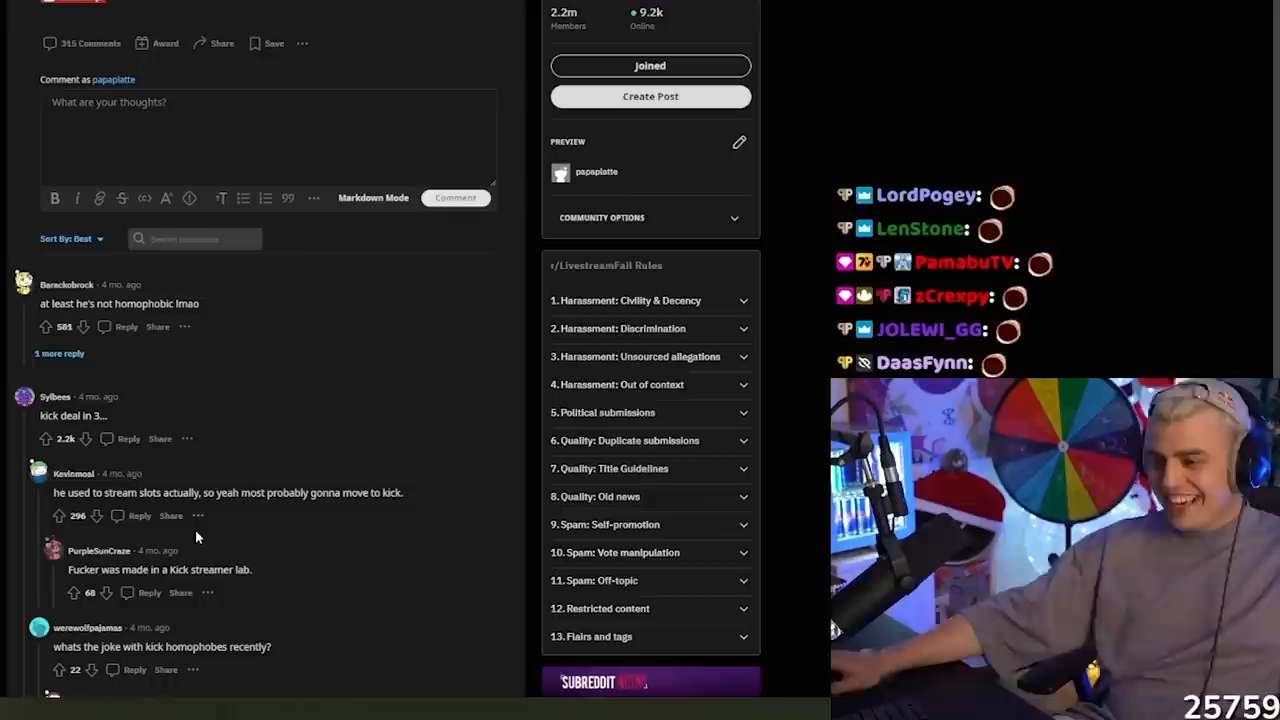 315 Comments Award Share Save
Comment as papaplatte
What are your thoughts?
B i Markdown Mode Comment
Sort By: Best
Barackobrock · 4 mo. ago
at least he's not homophobic lmao
581 Reply Share
1 more reply
Sylbees · 4 mo. ago
kick deal in 3...
2.2k Reply Share
Kevinmoal · 4 mo. ago
he used to stream slots actually, so yeah most probably gonna move to kick.
296 Reply Share
PurpleSunCraze · 4 mo. ago
Fucker was made in a Kick streamer lab.
68 Reply Share
werewolfpajamas · 4 mo. ago
whats the joke with kick homophobes recently?
22 Reply Share
2.2m 9.2k
Members Online
Joined
Create Post
PREVIEW
papaplatte
COMMUNITY OPTIONS
r/LivestreamFail Rules
1. Harassment: Civility & Decency
2. Harassment: Discrimination
3. Harassment: Unsourced allegations
4. Harassment: Out of context
5. Political submissions
6. Quality: Duplicate submissions
7. Quality: Title Guidelines
8. Quality: Old news
9. Spam: Self-promotion
10. Spam: Vote manipulation
11. Spam: Off-topic
12. Restricted content
13. Flairs and tags
SUBREDDIT
LordPogey:
LenStone:
PamabuTV:
zCrexpy:
JOLEWI_GG:
DaasFynn:
25759